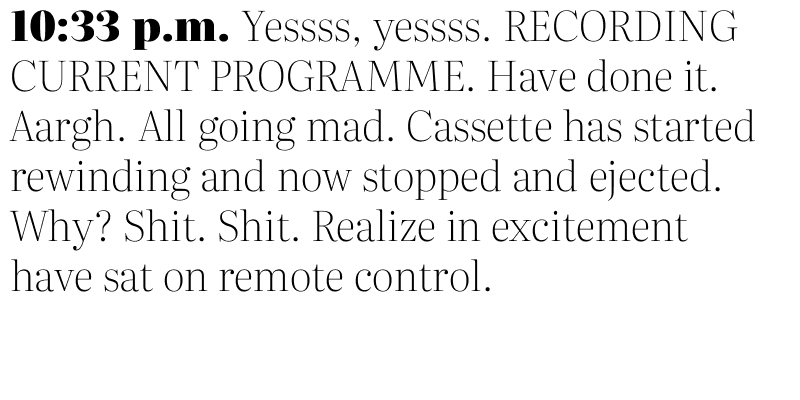 10:33 p.m. Yessss, yessss. RECORDING
CURRENT PROGRAMME. Have done it.
Aargh. All going mad. Cassette has started
rewinding and now stopped and ejected.
Why? Shit. Shit. Realize in excitement
have sat on remote control.